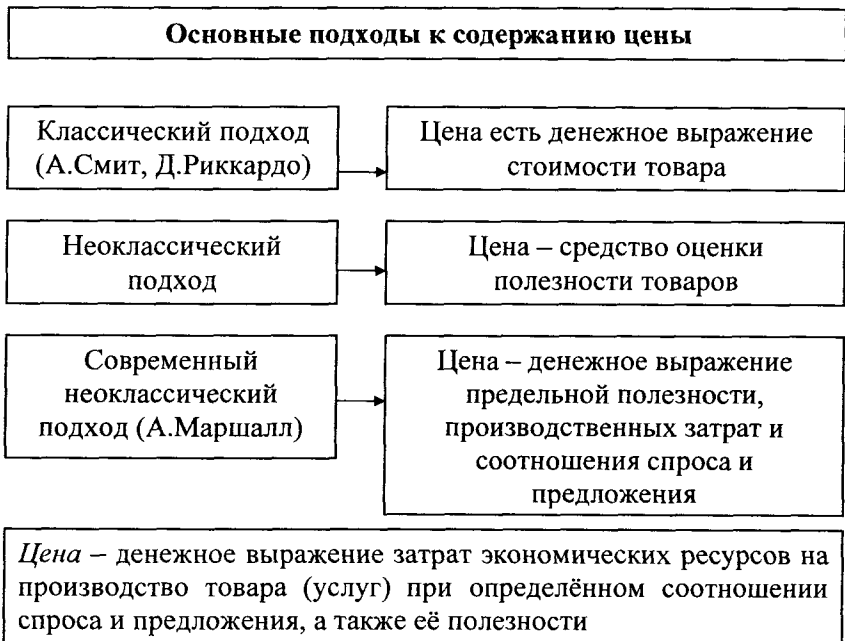 Основные подходы к содержанию цены
Классический подход
(А.Смит, Д.Риккардо)
Цена есть денежное выражение
стоимости товара
Неоклассический
подход
Цена – средство оценки
полезности товаров
Современный
неоклассический
подход (А.Маршалл)
Цена – денежное выражение
предельной полезности,
производственных затрат и
соотношения спроса и
предложения
Цена – денежное выражение затрат экономических ресурсов на
производство товара (услуг) при определённом соотношении
спроса и предложения, а также её полезности